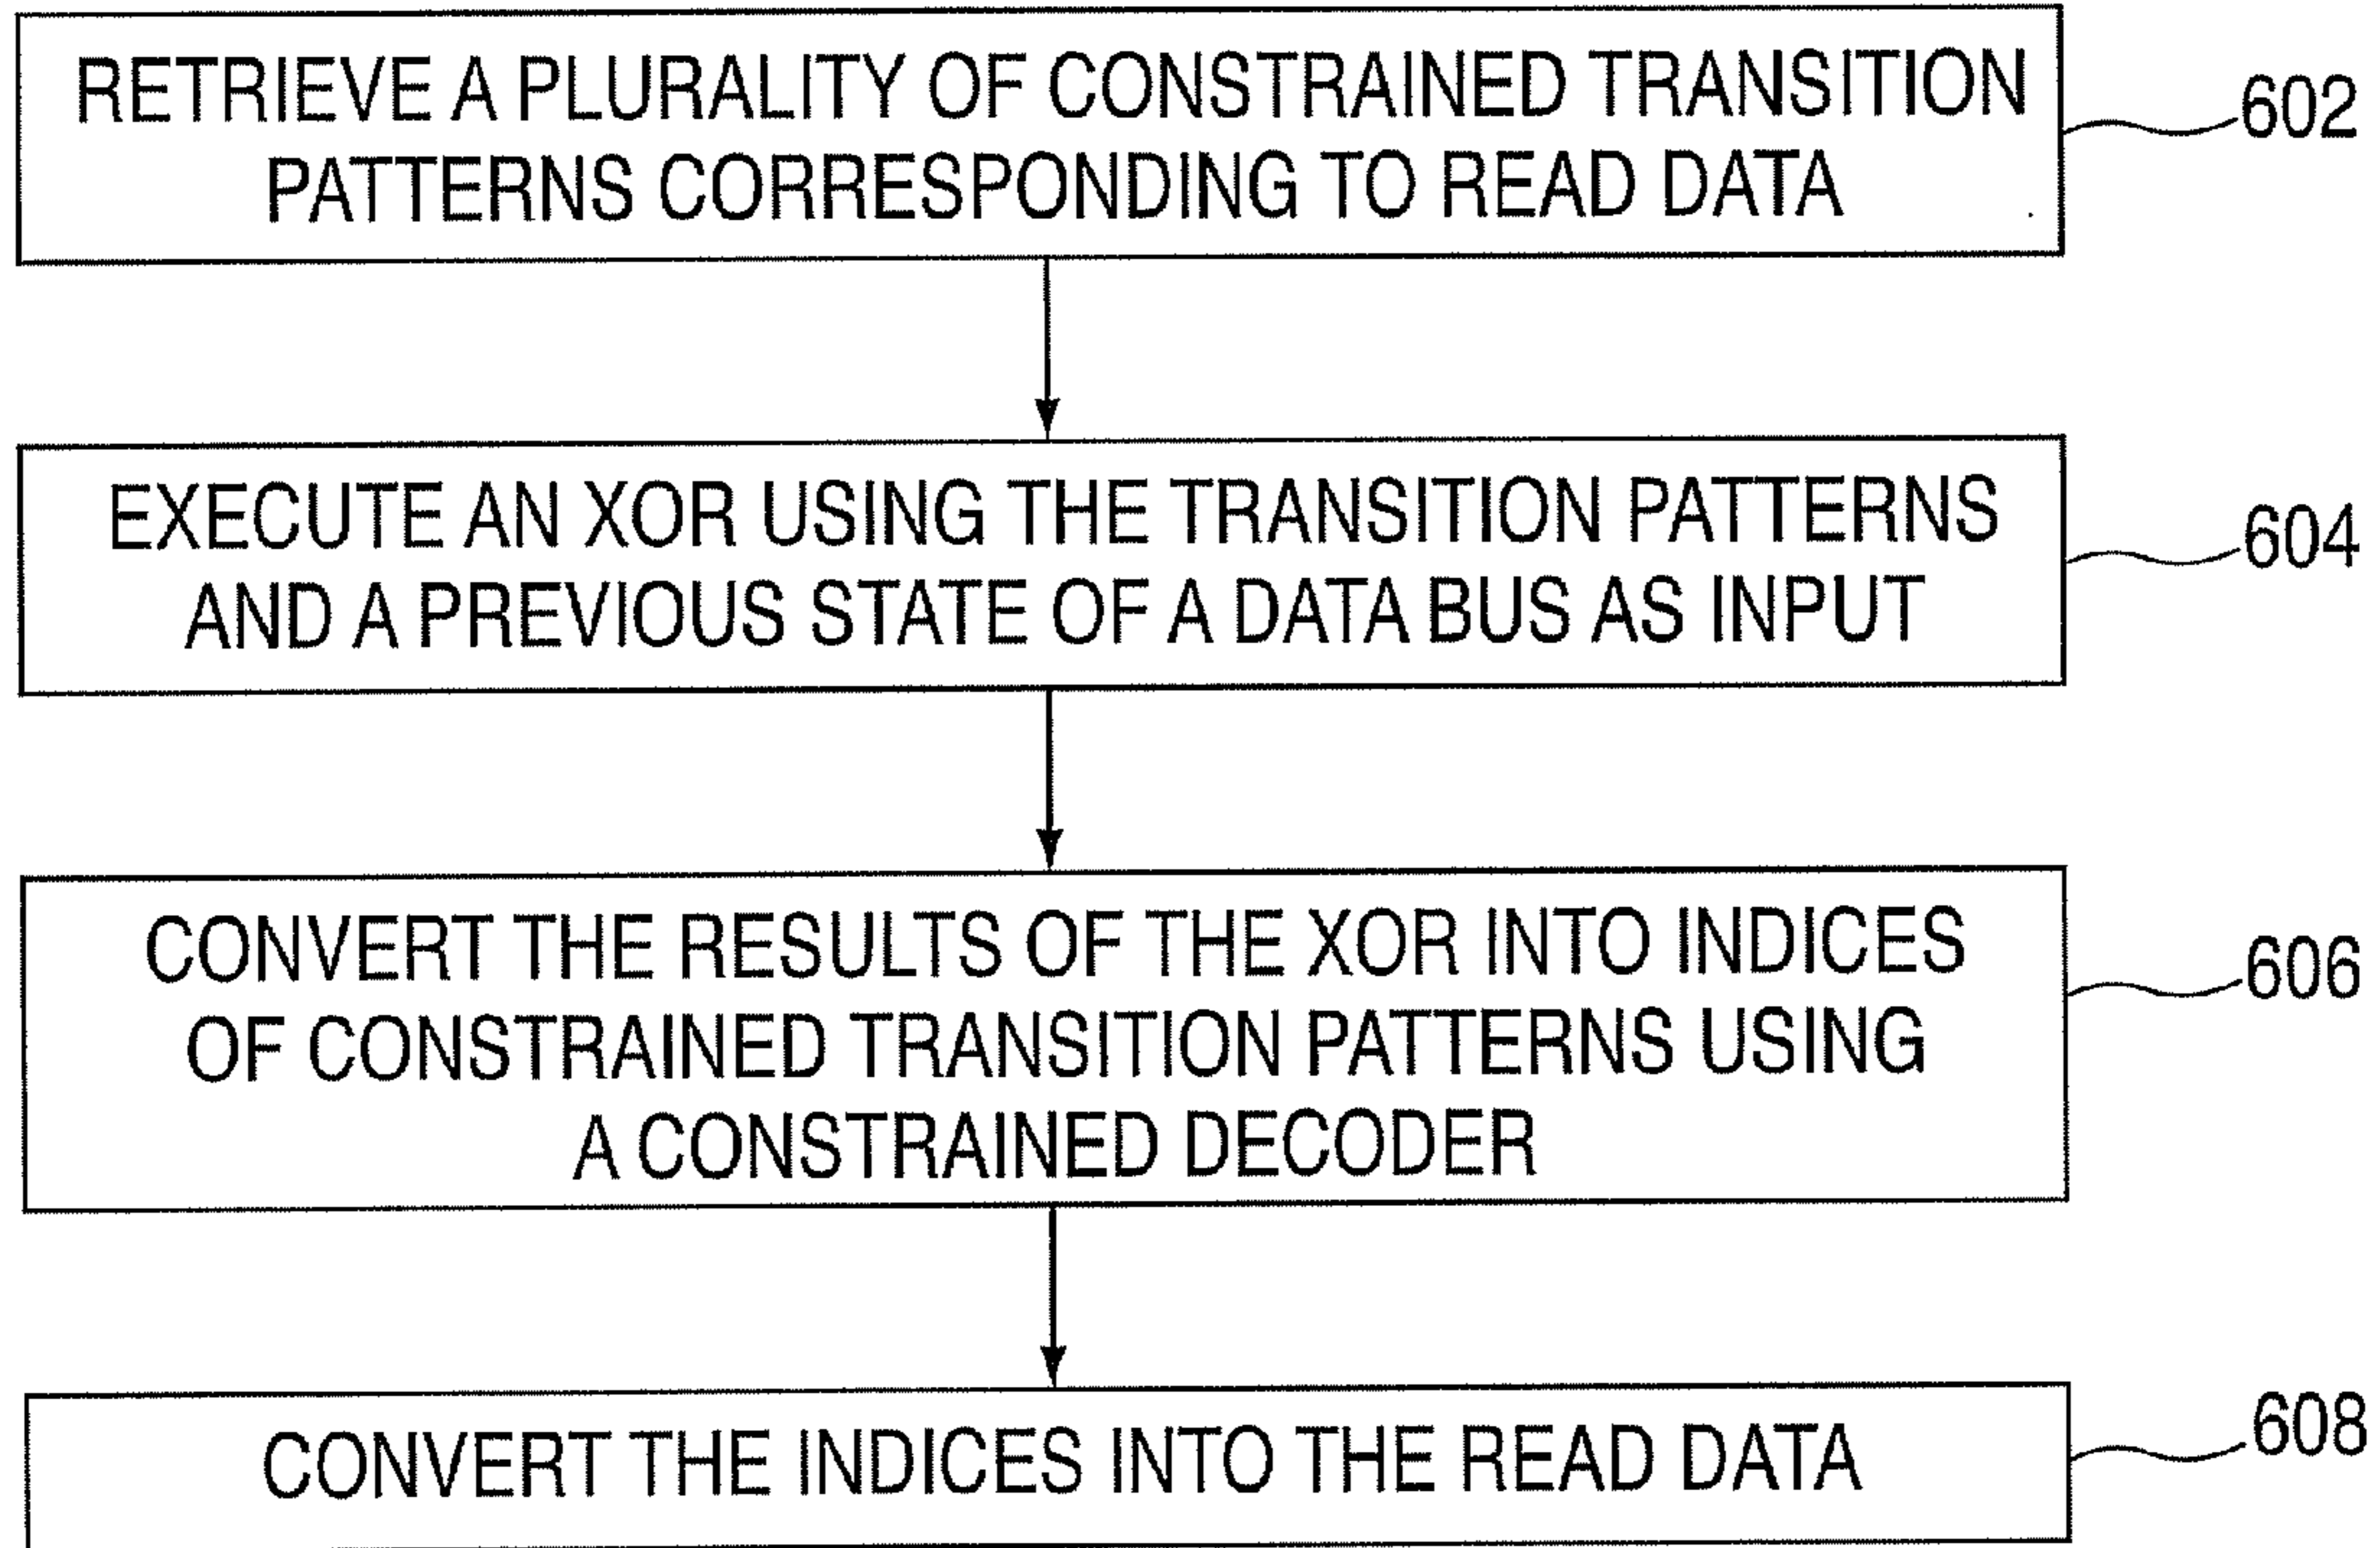 RETRIEVE A PLURALITY OF CONSTRAINED TRANSITION
PATTERNS CORRESPONDING TO READ DATA
602
EXECUTE AN XOR USING THE TRANSITION PATTERNS
AND A PREVIOUS STATE OF A DATA BUS AS INPUT
604
CONVERT THE RESULTS OF THE XOR INTO INDICES
OF CONSTRAINED TRANSITION PATTERNS USING
A CONSTRAINED DECODER
606
CONVERT THE INDICES INTO THE READ DATA
608